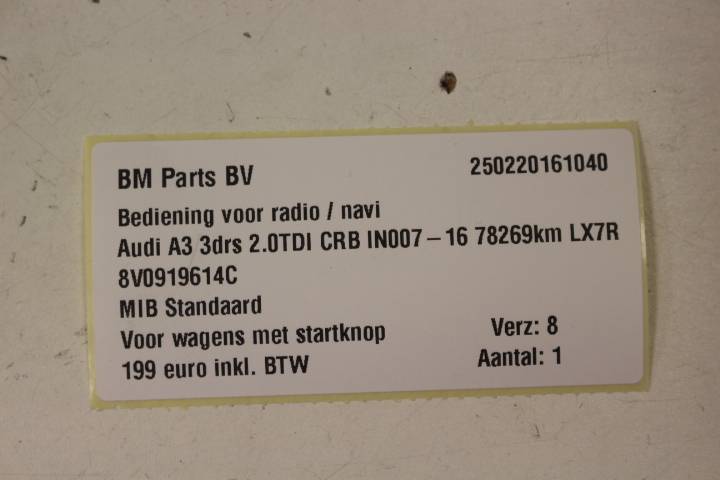 BM Parts BV 250220161040
Bediening voor radio / navi
Audi A3 3drs 2.0TDI CRB IN007 – 16 78269km LX7R
8V0919614C
MIB Standaard
Voor wagens met startknop Verz: 8
199 euro inkl. BTW Aantal: 1